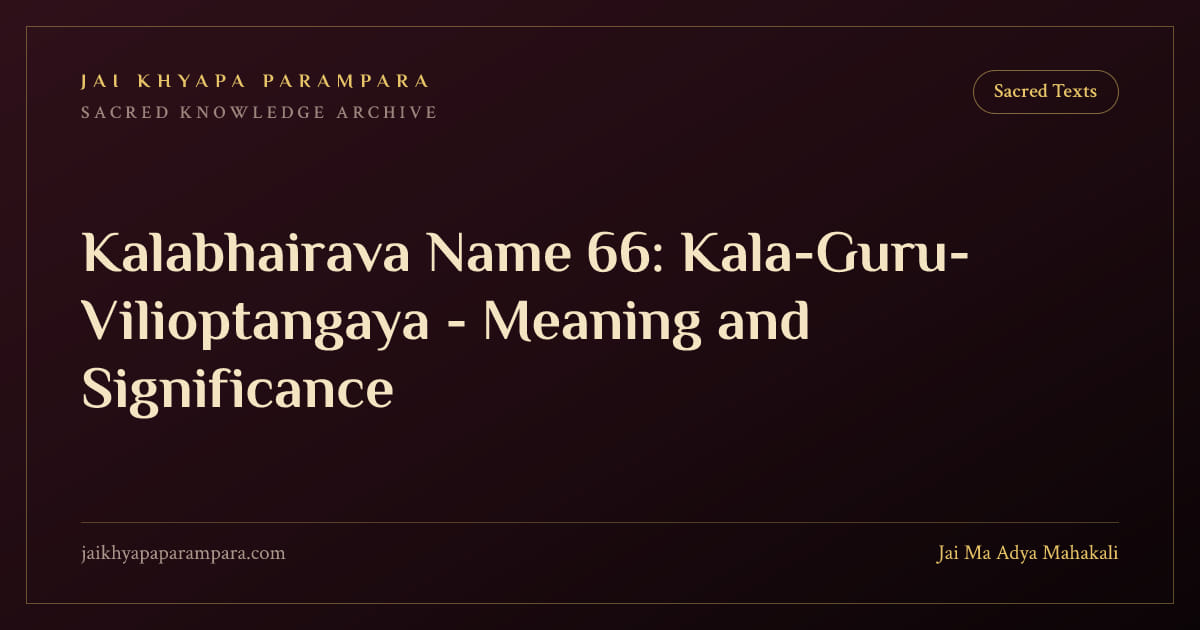 JAI KHYAPA PARAMPARA
SACRED KNOWLEDGE ARCHIVE
Sacred Texts
Kalabhairava Name 66: Kala-Guru-
Vilioptangaya - Meaning and
Significance
jaikhyapaparampara.com
Jai Ma Adya Mahakali